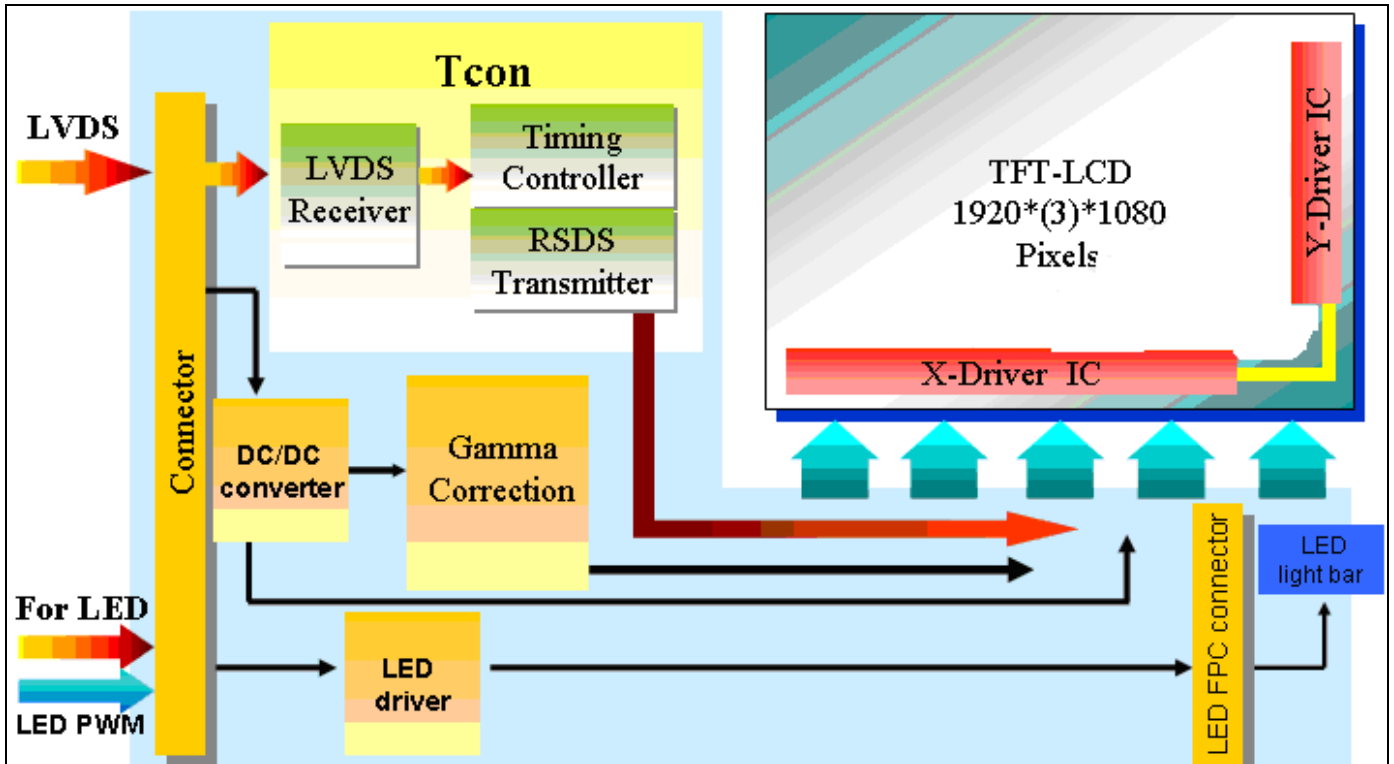 Tcon
LVDS
LVDS
Receiver
Timing
Controller
RSDS
Transmitter
TFT-LCD
1920*(3)*1080
Pixels
Y-Driver IC
X-Driver IC
Connector
DC/DC
converter
Gamma
Correction
For LED
LED PWM
LED
driver
LED FPC connector
LED
light bar